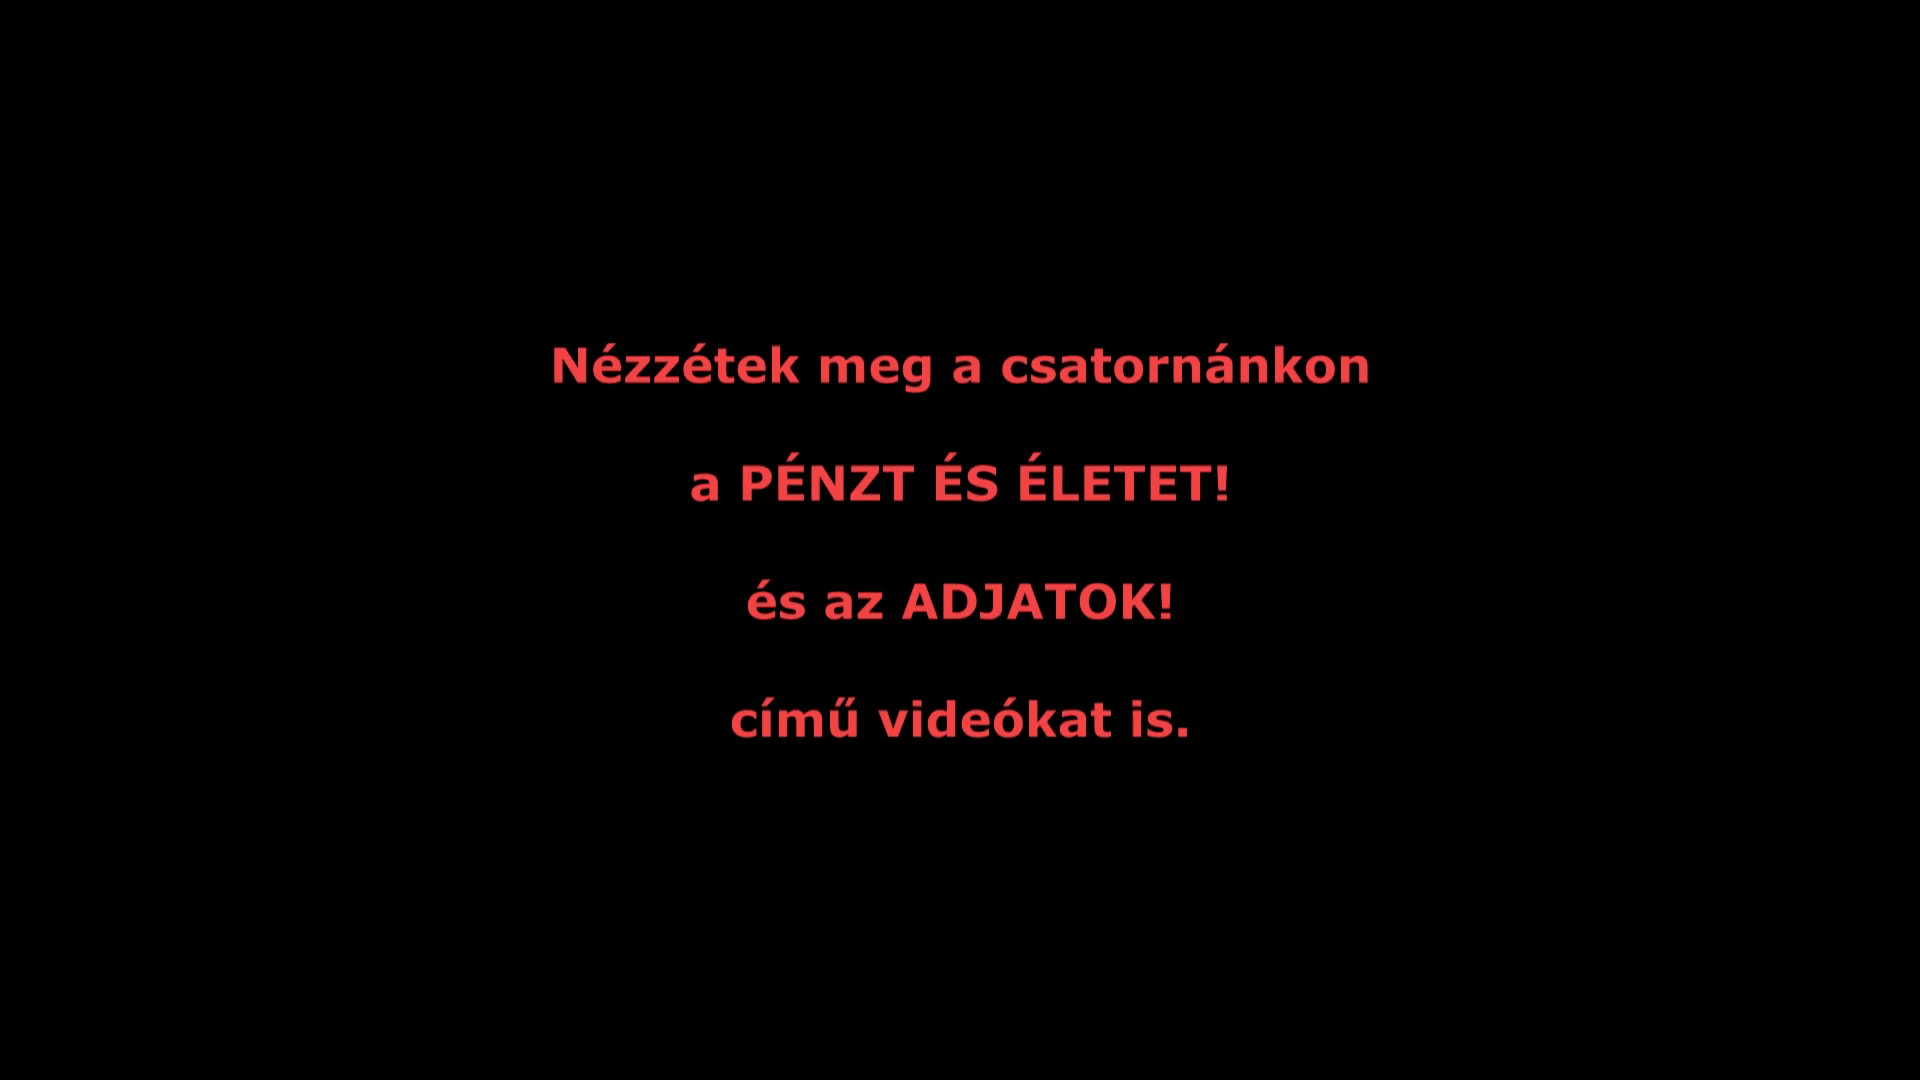 Nézzétek meg a csatornánkon
a PÉNZT ÉS ÉLETET!
és az ADJATOK!
című videókat is.